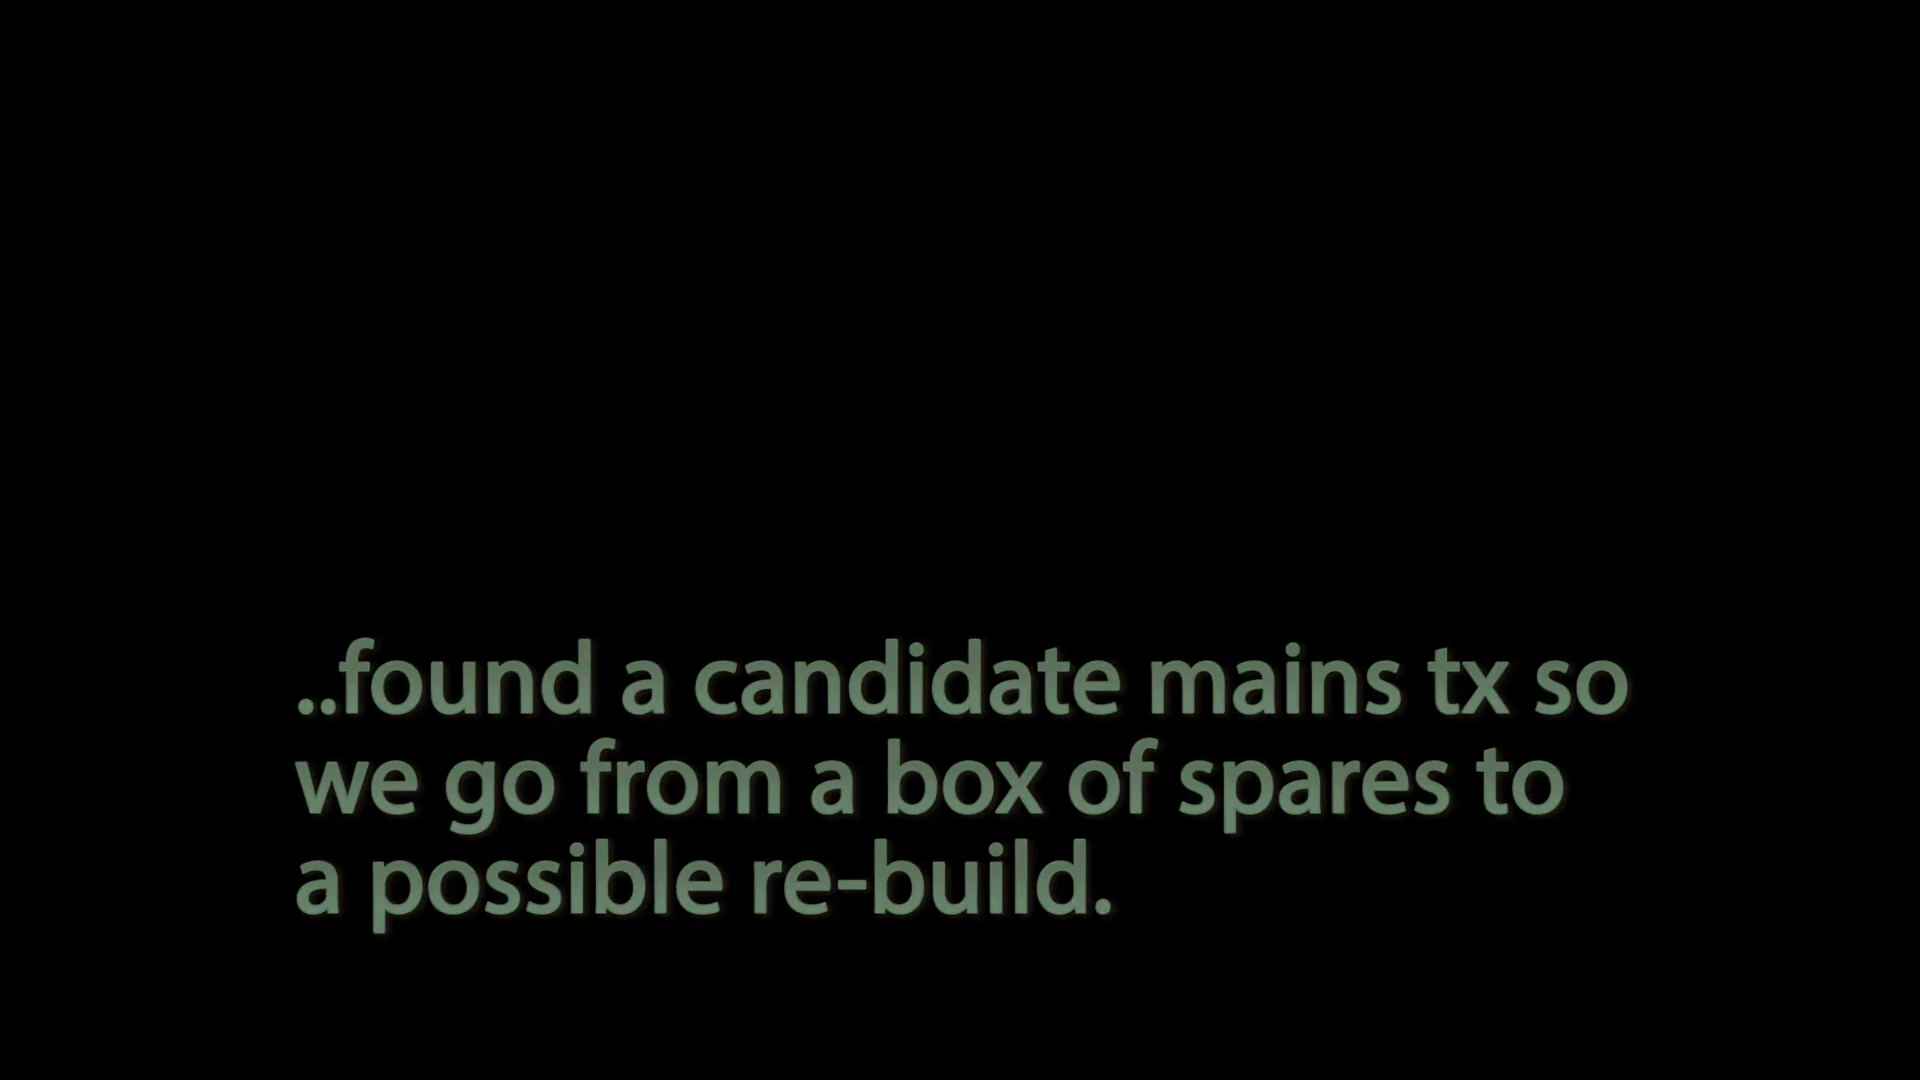 ..found a candidate mains tx so
we go from a box of spares to
a possible re-build.